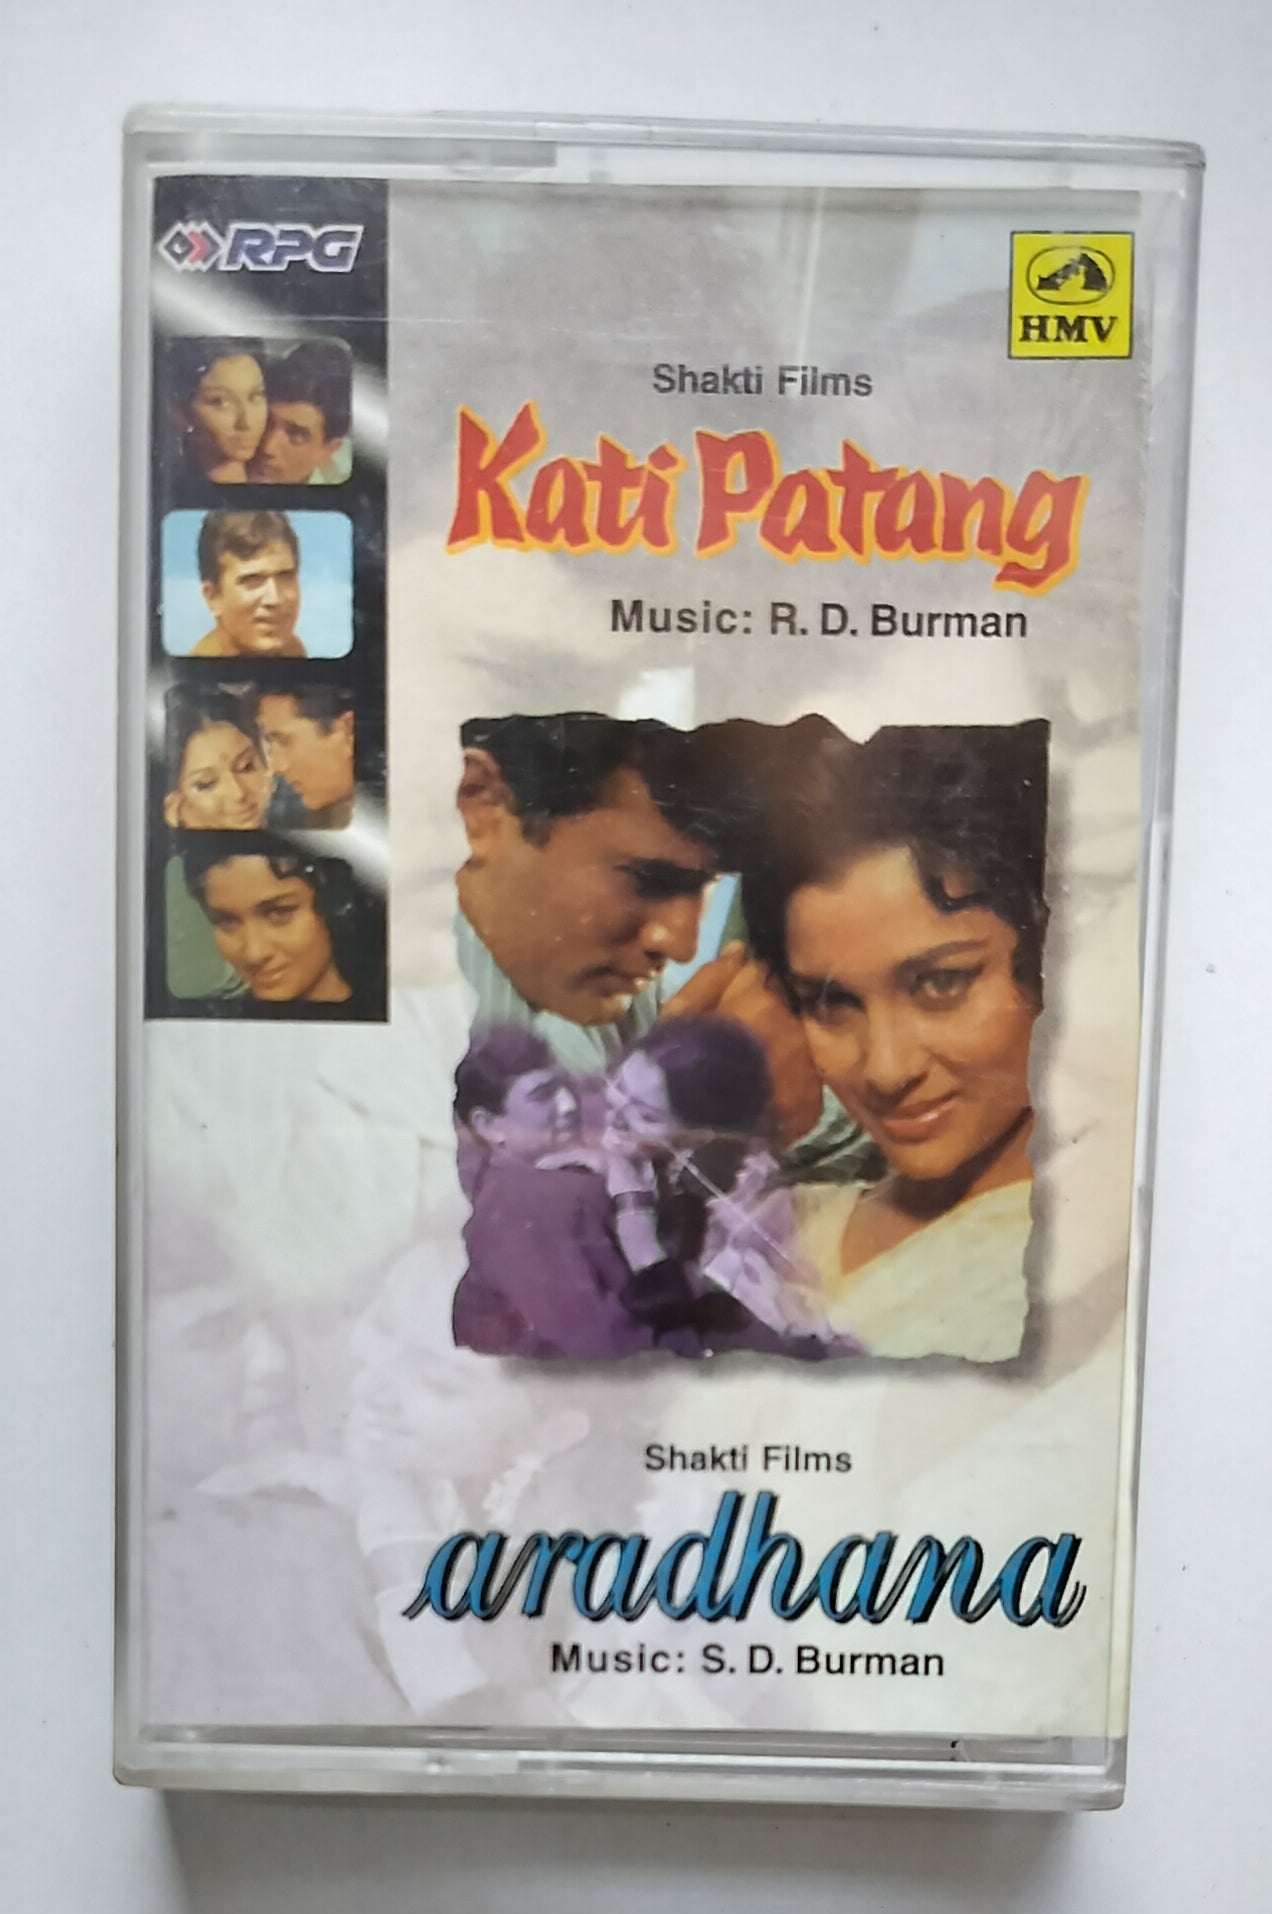 RPG
HMV
Shakti Films
Kati Patang
Music: R. D. Burman
Shakti Films
aradhana
Music: S. D. Burman